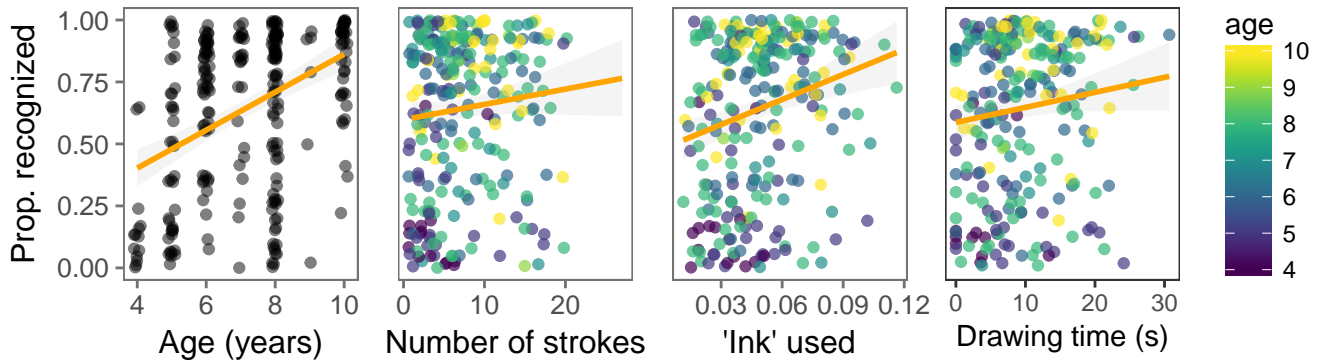 Prop. recognized
1.00
0.75
0.50
0.25
0.00
4 6 8 10
Age (years)
0 10 20
Number of strokes
0.03 0.06 0.09 0.12
'Ink' used
0 10 20 30
Drawing time (s)
age
10
9
8
7
6
5
4